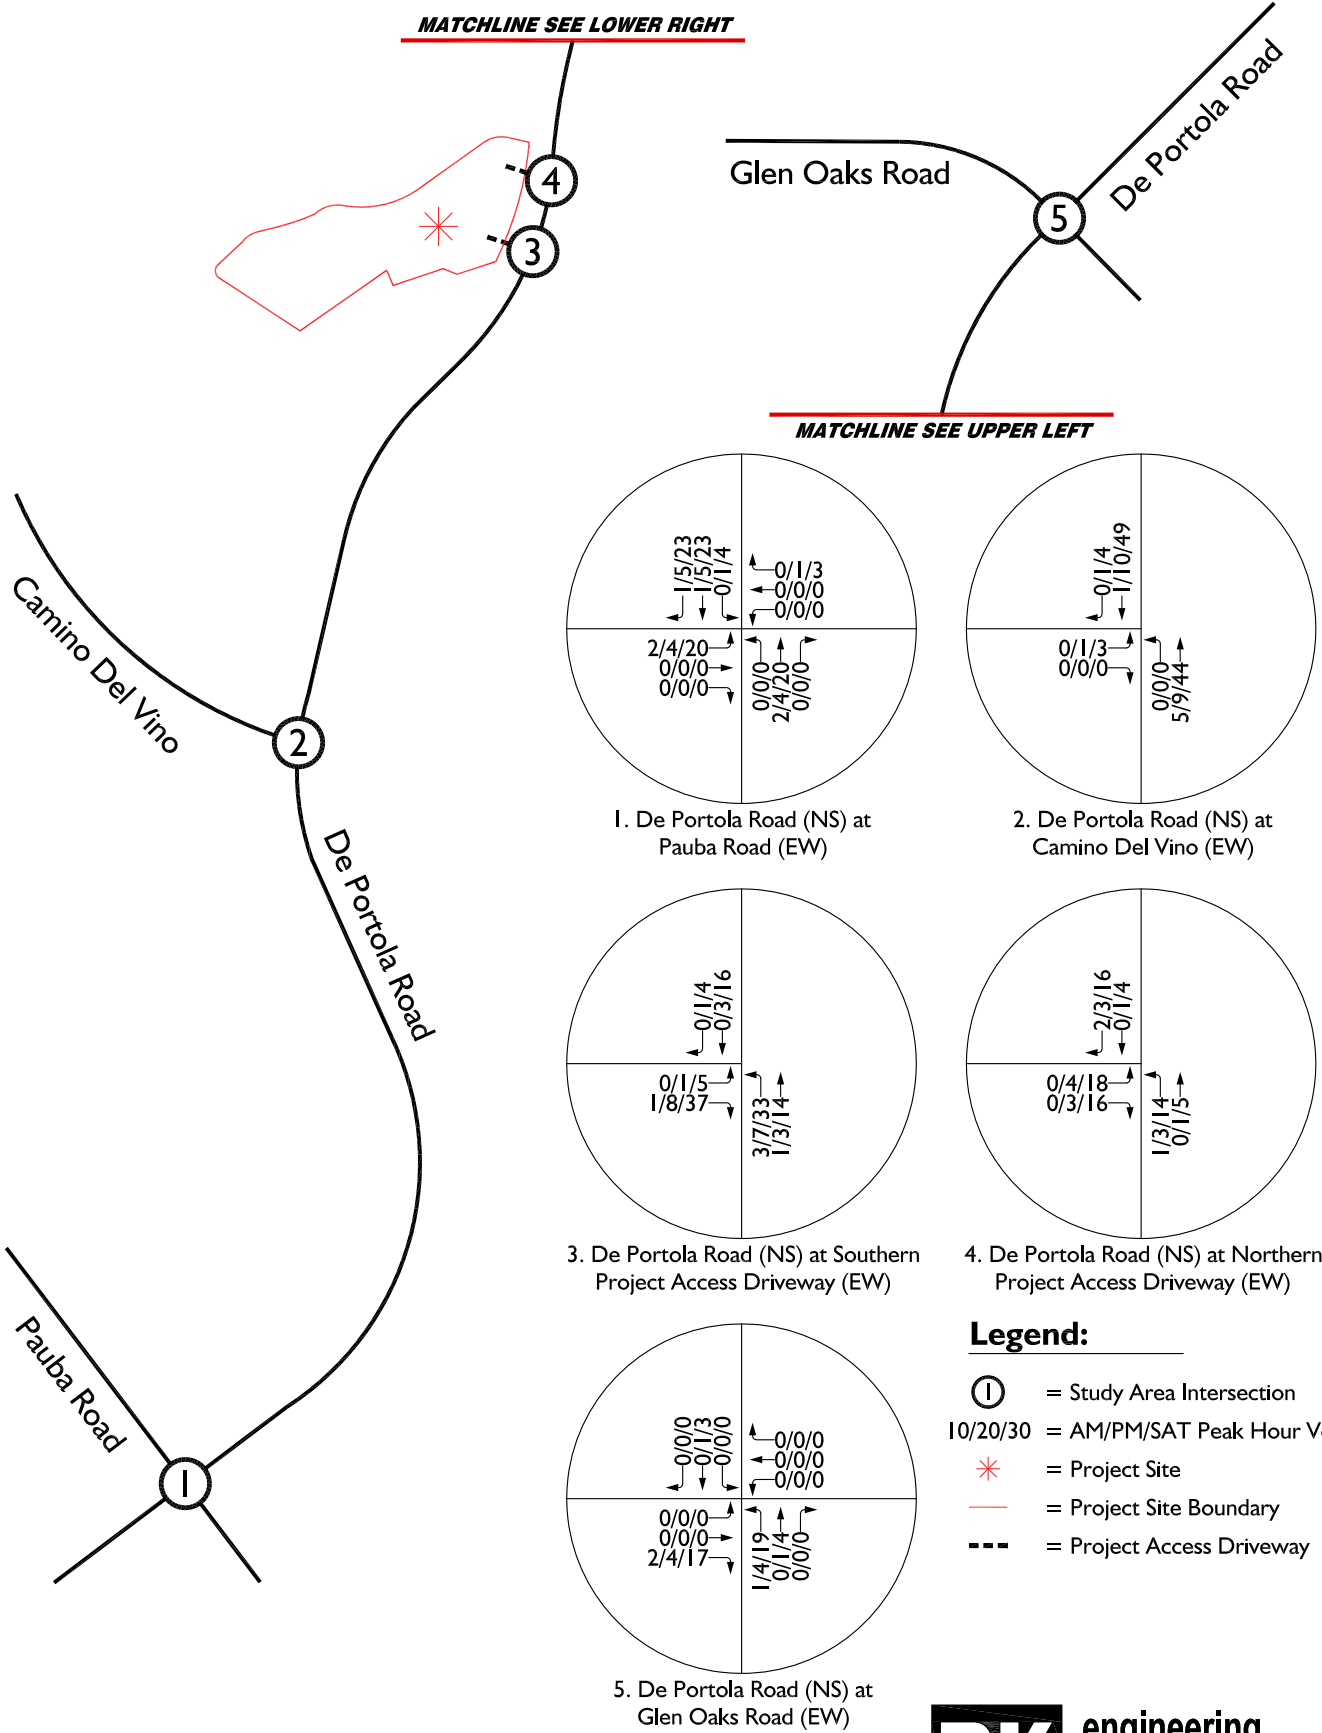 MATCHLINE SEE LOWER RIGHT
De Portola Road
Glen Oaks Road
4
5
3
MATCHLINE SEE UPPER LEFT
Camino Del Vino
2
De Portola Road
Pauba Road
1
1/5/23
1/5/23
0/1/4
0/1/3
0/0/0
0/0/0
2/4/20
0/0/0
0/0/0
0/0/0
2/4/20
0/0/0
1. De Portola Road (NS) at
Pauba Road (EW)
0/1/4
1/10/49
0/1/3
0/0/0
0/0/0
5/9/44
2. De Portola Road (NS) at
Camino Del Vino (EW)
0/1/4
0/3/16
0/1/5
1/8/37
3/7/33
1/3/14
3. De Portola Road (NS) at Southern
Project Access Driveway (EW)
2/3/16
0/1/4
0/4/18
0/3/16
1/3/14
0/1/5
4. De Portola Road (NS) at Northern
Project Access Driveway (EW)
0/0/0
0/1/3
0/0/0
0/0/0
0/0/0
0/0/0
0/0/0
0/0/0
2/4/17
1/4/19
0/1/4
0/0/0
5. De Portola Road (NS) at
Glen Oaks Road (EW)
Legend:
1 = Study Area Intersection
10/20/30 = AM/PM/SAT Peak Hour
= Project Site
= Project Site Boundary
= Project Access Driveway
engineering